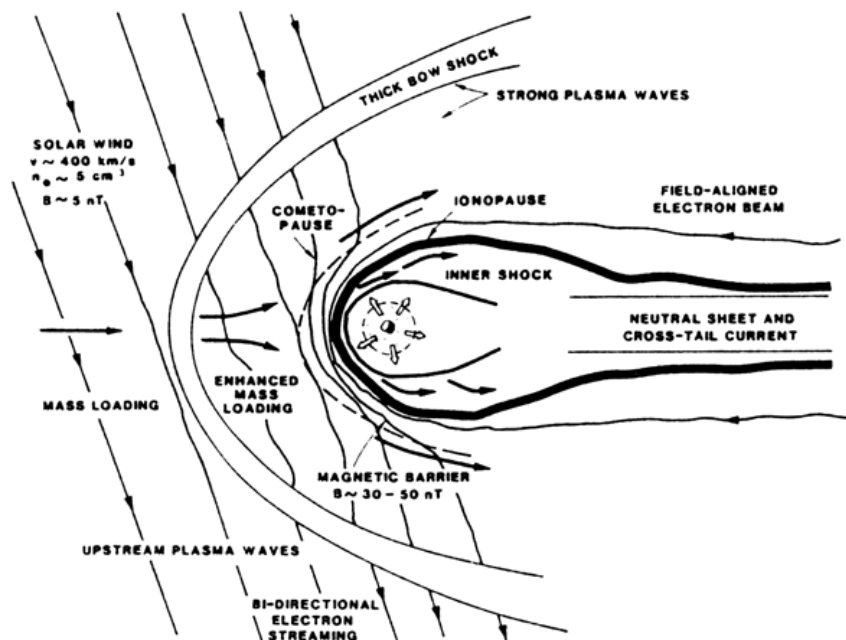 THICK BOW SHOCK
STRONG PLASMA WAVES
SOLAR WIND
v ~ 400 km/s
nₑ ~ 5 cm³
B ~ 5 nT
COMETO-
PAUSE
IONOPAUSE
FIELD-ALIGNED
ELECTRON BEAM
INNER SHOCK
NEUTRAL SHEET AND
CROSS-TAIL CURRENT
MASS LOADING
ENHANCED
MASS
LOADING
MAGNETIC BARRIER
B ~ 30 - 50 nT
UPSTREAM PLASMA WAVES
BI-DIRECTIONAL
ELECTRON
STREAMING